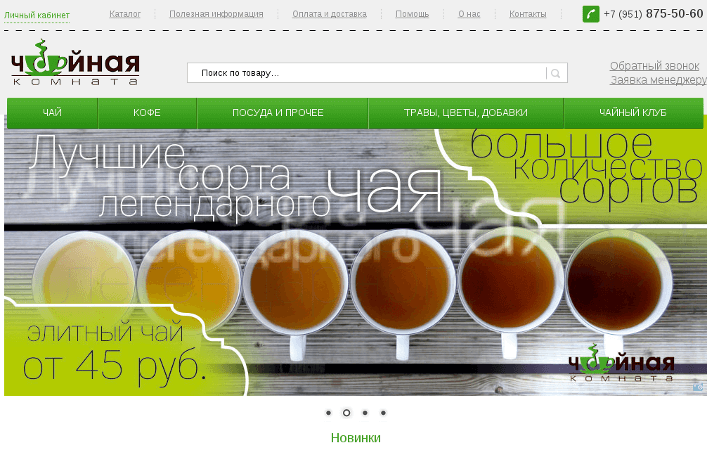 Личный кабинет
Каталог
Полезная информация
Оплата и доставка
Помощь
О нас
Контакты
+7 (951) 875-50-60
чайная
комната
Поиск по товару...
Обратный звонок
Заявка менеджеру
ЧАЙ
КОФЕ
ПОСУДА И ПРОЧЕЕ
ТРАВЫ, ЦВЕТЫ, ДОБАВКИ
ЧАЙНЫЙ КЛУБ
Лучшие
сорта
легендарного чая
большое
количество
сортов
элитный чай
от 45 руб.
чайная
комната
Новинки